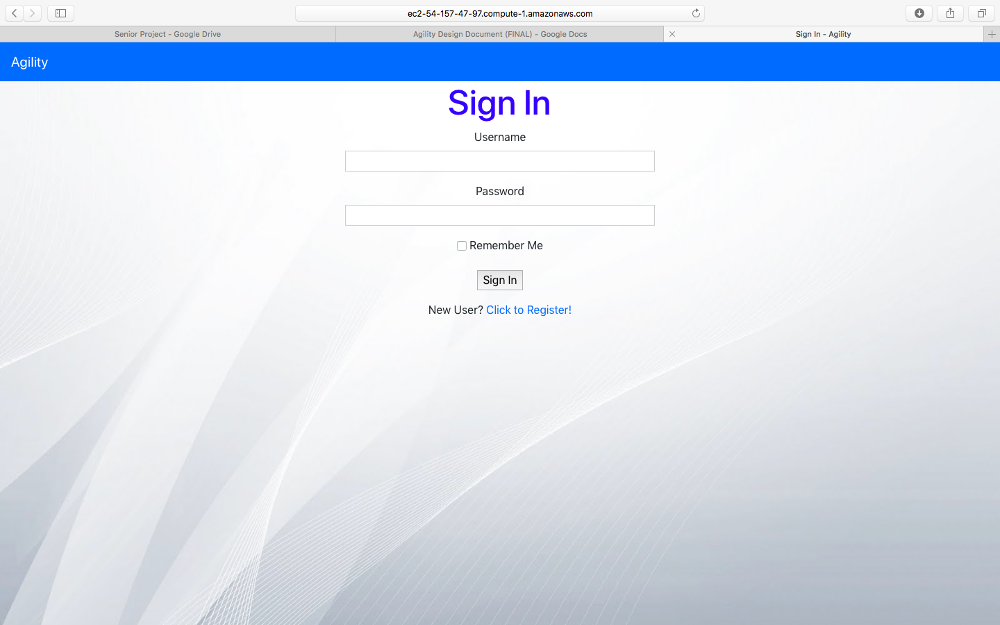 ec2-54-157-47-97.compute-1.amazonaws.com
Senior Project - Google Drive
Agility Design Document (FINAL) - Google Docs
Sign In - Agility
Agility
Sign In
Username
Password
Remember Me
Sign In
New User? Click to Register!